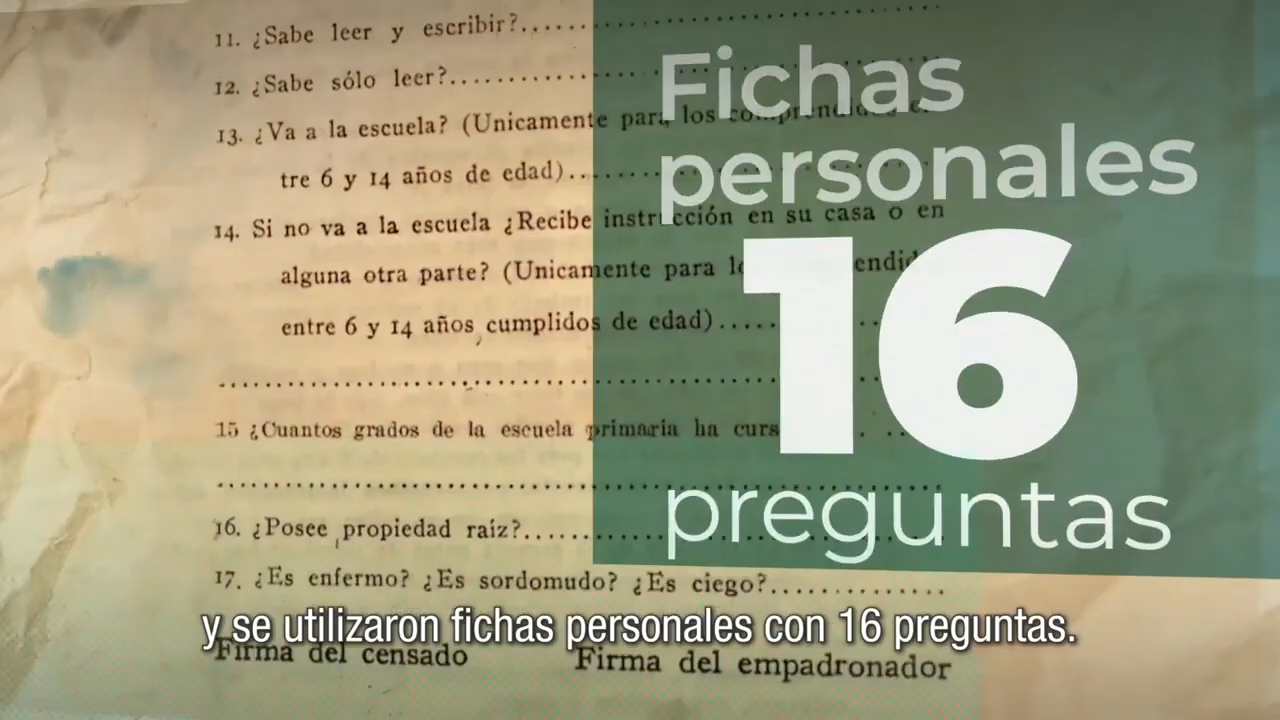 11. ¿Sabe leer y escribir?
12. ¿Sabe sólo leer?
13. ¿Va a la escuela? (Unicamente para los comprendidos en-
tre 6 y 14 años de edad)
14. Si no va a la escuela ¿Recibe instrucción en su casa o en
alguna otra parte? (Unicamente para
entre 6 y 14 años cumplidos de edad)
15 ¿Cuantos grados de la escuela primaria ha
16. ¿Posee propiedad raíz?
17. ¿Es enfermo? ¿Es sordomudo? ¿Es ciego?
Firma del censado Firma del empadronador
Fichas
personales
16
preguntas
y se utilizaron fichas personales con 16 preguntas.